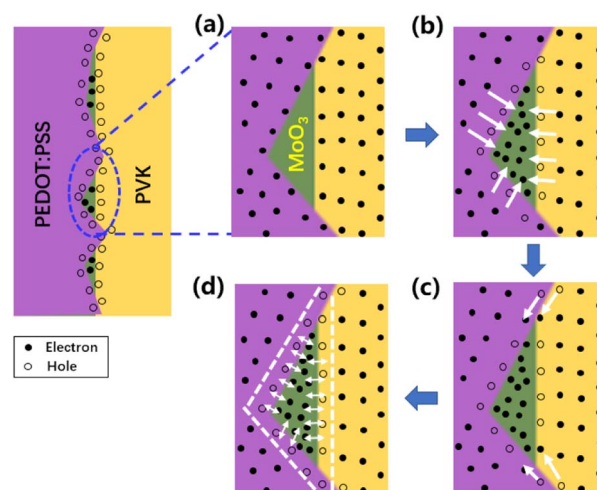 (a)
(b)
PEDOT:PSS
PVK
MoO₃
(d)
(c)
Electron
Hole